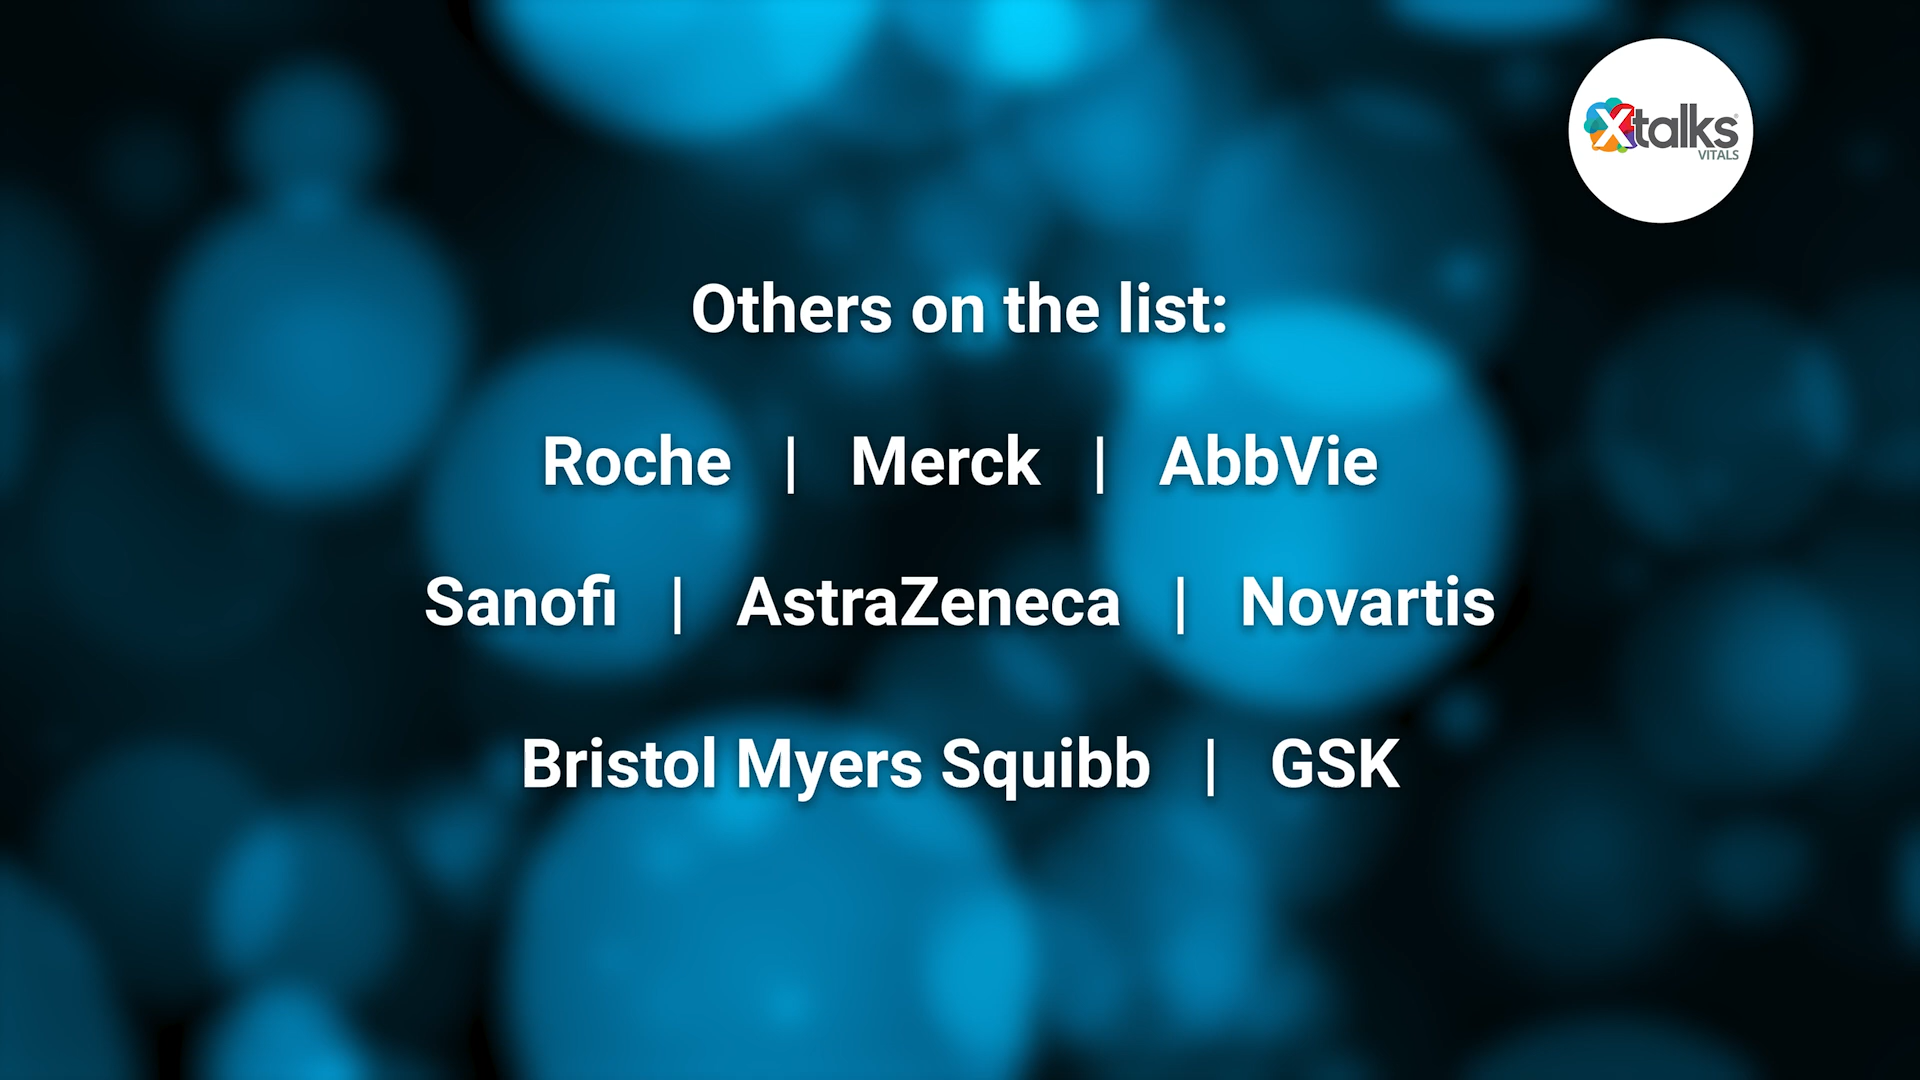 Xtalks
VITALS
Others on the list:
Roche | Merck | AbbVie
Sanofi | AstraZeneca | Novartis
Bristol Myers Squibb | GSK